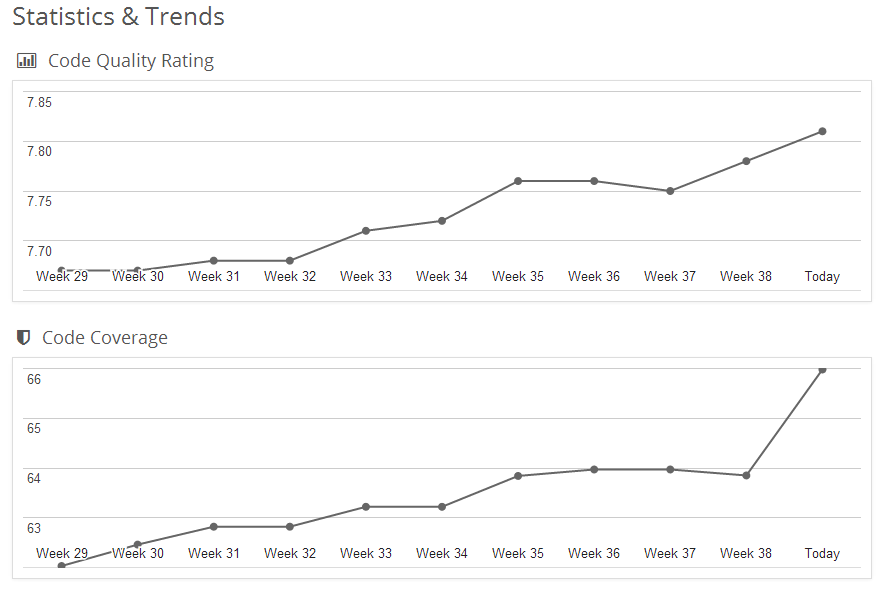 Statistics & Trends
Code Quality Rating
7.85
7.80
7.75
7.70
Week 29 Week 30 Week 31 Week 32 Week 33 Week 34 Week 35 Week 36 Week 37 Week 38 Today
Code Coverage
66
65
64
63
Week 29 Week 30 Week 31 Week 32 Week 33 Week 34 Week 35 Week 36 Week 37 Week 38 Today